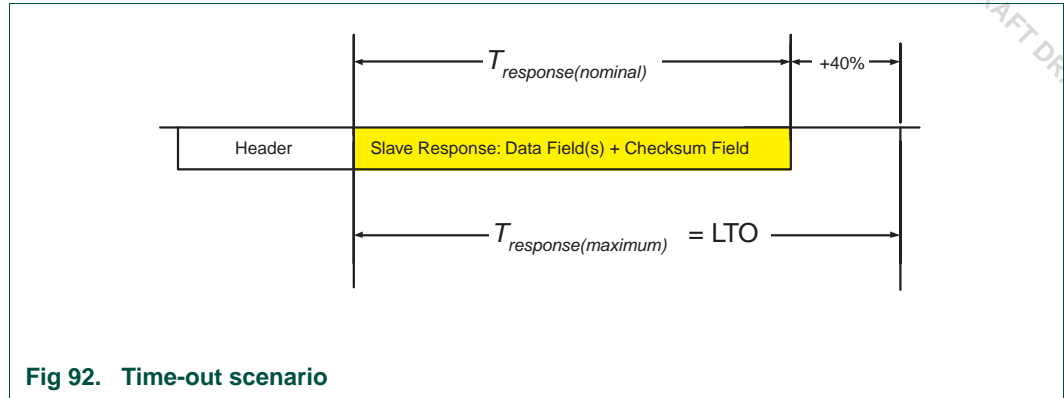 T response(nominal)
+40%
Header
Slave Response: Data Field(s) + Checksum Field
T response(maximum) = LTO
Fig 92. Time-out scenario